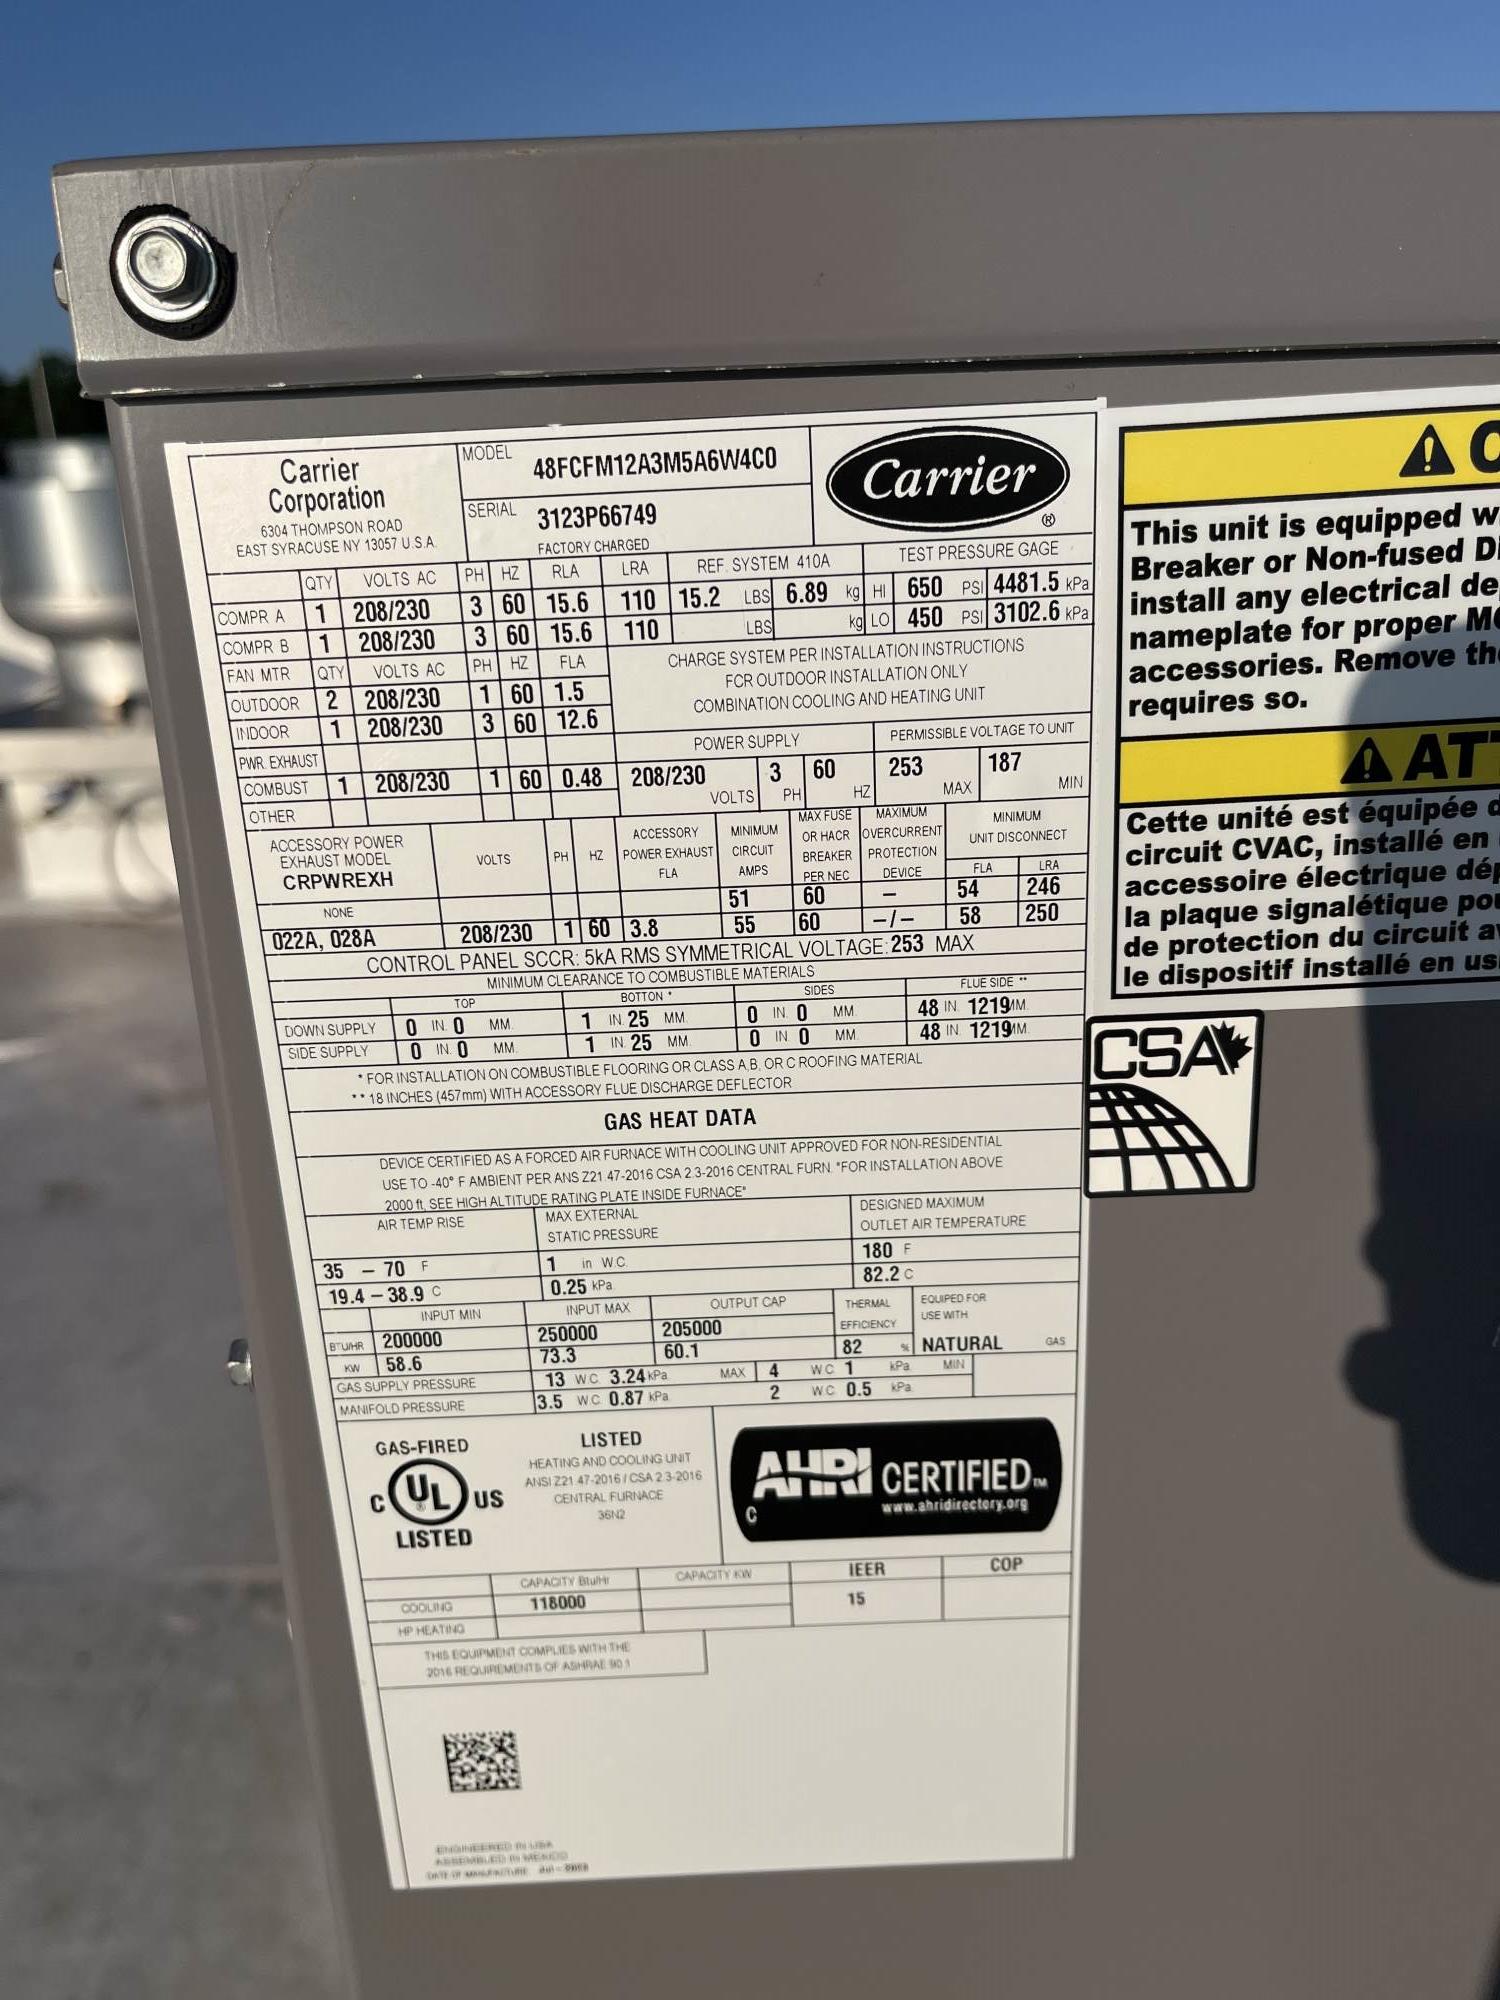 Carrier
Corporation
6304 THOMPSON ROAD
EAST SYRACUSE NY 13057 U.S.A.
MODEL 48FCFM12A3M5A6W4C0
SERIAL 3123P66749
FACTORY CHARGED
Carrier
®
QTY VOLTS AC PH HZ RLA LRA REF. SYSTEM 410A TEST PRESSURE GAGE
COMPR A 1 208/230 3 60 15.6 110 15.2 LBS 6.89 kg HI 650 PSI 4481.5 kPa
COMPR B 1 208/230 3 60 15.6 110 LBS kg LO 450 PSI 3102.6 kPa
FAN MTR QTY VOLTS AC PH HZ FLA
OUTDOOR 2 208/230 1 60 1.5
INDOOR 1 208/230 3 60 12.6
PWR. EXHAUST
COMBUST 1 208/230 1 60 0.48
OTHER
CHARGE SYSTEM PER INSTALLATION INSTRUCTIONS
FOR OUTDOOR INSTALLATION ONLY
COMBINATION COOLING AND HEATING UNIT
POWER SUPPLY PERMISSIBLE VOLTAGE TO UNIT
208/230 VOLTS 3 PH 60 HZ 253 MAX 187 MIN
ACCESSORY POWER
EXHAUST MODEL
CRPWREXH
VOLTS PH HZ
ACCESSORY
POWER EXHAUST
FLA
MINIMUM
CIRCUIT
AMPS
MAX FUSE
OR HACR
BREAKER
PER NEC
MAXIMUM
OVERCURRENT
PROTECTION
DEVICE
MINIMUM
UNIT DISCONNECT
FLA LRA
NONE 51 60 – 54 246
022A, 028A 208/230 1 60 3.8 55 60 –/– 58 250
CONTROL PANEL SCCR: 5kA RMS SYMMETRICAL VOLTAGE: 253 MAX
MINIMUM CLEARANCE TO COMBUSTIBLE MATERIALS
TOP BOTTON * SIDES FLUE SIDE **
DOWN SUPPLY 0 IN. 0 MM. 1 IN. 25 MM. 0 IN. 0 MM. 48 IN. 1219 MM.
SIDE SUPPLY 0 IN. 0 MM. 1 IN. 25 MM. 0 IN. 0 MM. 48 IN. 1219 MM.
* FOR INSTALLATION ON COMBUSTIBLE FLOORING OR CLASS A,B, OR C ROOFING MATERIAL
** 18 INCHES (457mm) WITH ACCESSORY FLUE DISCHARGE DEFLECTOR
GAS HEAT DATA
DEVICE CERTIFIED AS A FORCED AIR FURNACE WITH COOLING UNIT APPROVED FOR NON-RESIDENTIAL
USE TO -40° F AMBIENT PER ANS Z21.47-2016 CSA 2.3-2016 CENTRAL FURN. "FOR INSTALLATION ABOVE
2000 ft, SEE HIGH ALTITUDE RATING PLATE INSIDE FURNACE"
AIR TEMP RISE
35 – 70 F
19.4 – 38.9 C
MAX EXTERNAL
STATIC PRESSURE
1 in W.C.
0.25 kPa
DESIGNED MAXIMUM
OUTLET AIR TEMPERATURE
180 F
82.2 C
INPUT MIN INPUT MAX OUTPUT CAP THERMAL EFFICIENCY EQUIPED FOR USE WITH
BTU/HR 200000 250000 205000 82 % NATURAL GAS
KW 58.6 73.3 60.1
GAS SUPPLY PRESSURE 13 W.C. 3.24 kPa MAX 4 W.C. 1 kPa MIN
MANIFOLD PRESSURE 3.5 W.C. 0.87 kPa 2 W.C. 0.5 kPa
GAS-FIRED
C UL ® US
LISTED
LISTED
HEATING AND COOLING UNIT
ANSI Z21.47-2016 / CSA 2.3-2016
CENTRAL FURNACE
36N2
AHRI CERTIFIED™
www.ahridirectory.org
C
CAPACITY Btu/Hr CAPACITY KW IEER COP
COOLING 118000 15
HP HEATING
THIS EQUIPMENT COMPLIES WITH THE
2016 REQUIREMENTS OF ASHRAE 90.1
ENGINEERED IN USA
ASSEMBLED IN MEXICO
DATE OF MANUFACTURE
This unit is equipped w
Breaker or Non-fused Di
install any electrical de
nameplate for proper M
accessories. Remove th
requires so.
ATT
Cette unité est équipée d
circuit CVAC, installé en
accessoire électrique dé
la plaque signalétique pou
de protection du circuit a
le dispositif installé en us
CSA